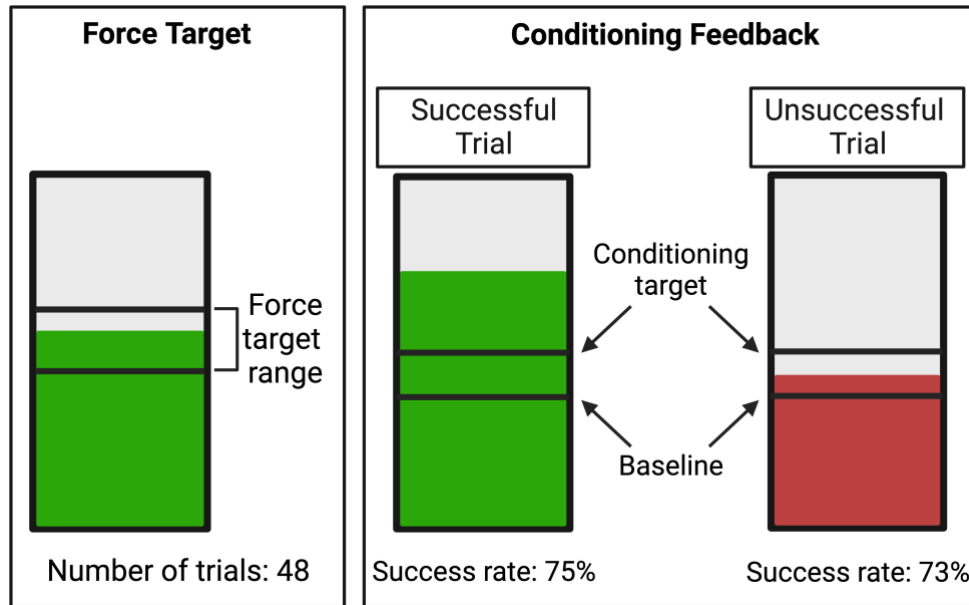 Force Target
Force
target
range
Number of trials: 48
Conditioning Feedback
Successful
Trial
Unsuccessful
Trial
Conditioning
target
Baseline
Success rate: 75%
Success rate: 73%